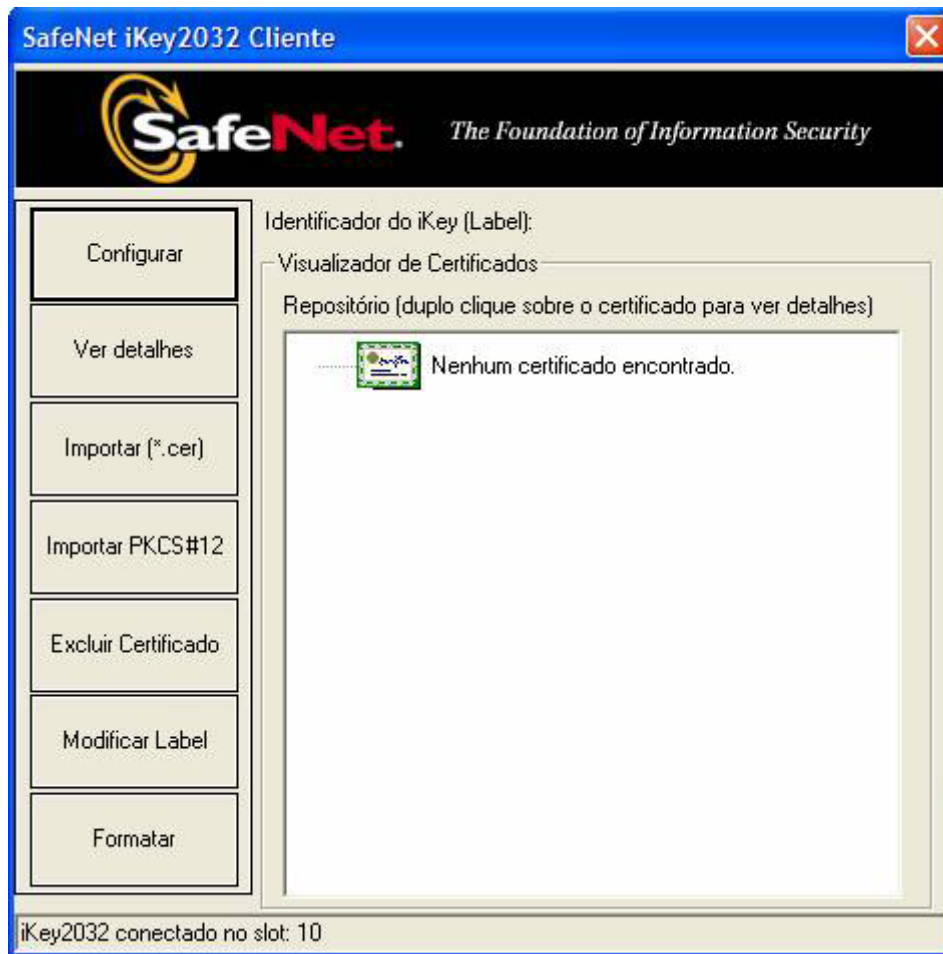 SafeNet iKey2032 Cliente
SafeNet. The Foundation of Information Security
Configurar
Ver detalhes
Importar (*.cer)
Importar PKCS#12
Excluir Certificado
Modificar Label
Formatar
Identificador do iKey (Label):
Visualizador de Certificados
Repositório (duplo clique sobre o certificado para ver detalhes)
Nenhum certificado encontrado.
iKey2032 conectado no slot: 10